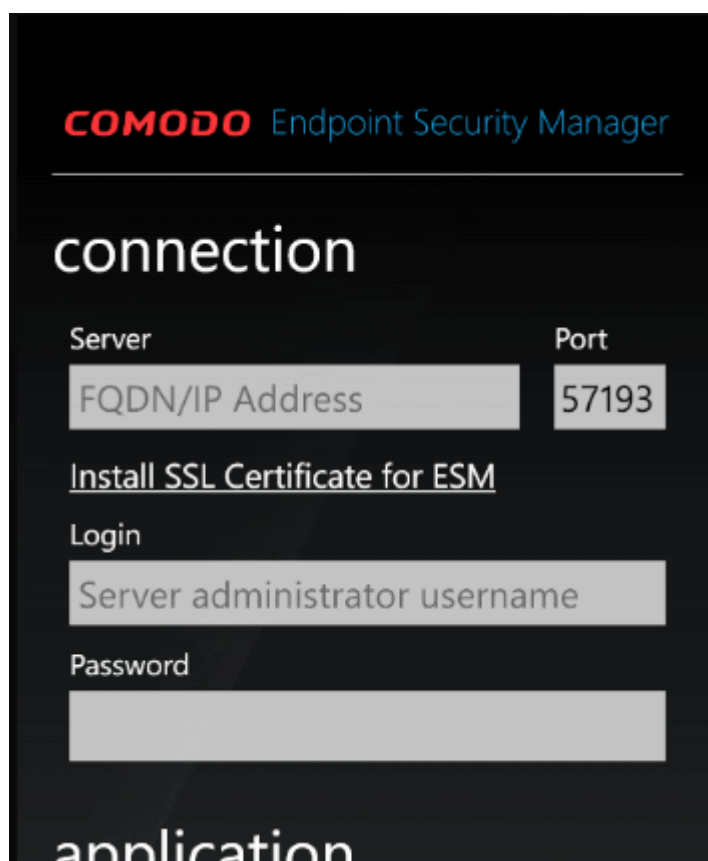 COMODO Endpoint Security Manager
connection
Server Port
FQDN/IP Address 57193
Install SSL Certificate for ESM
Login
Server administrator username
Password
application